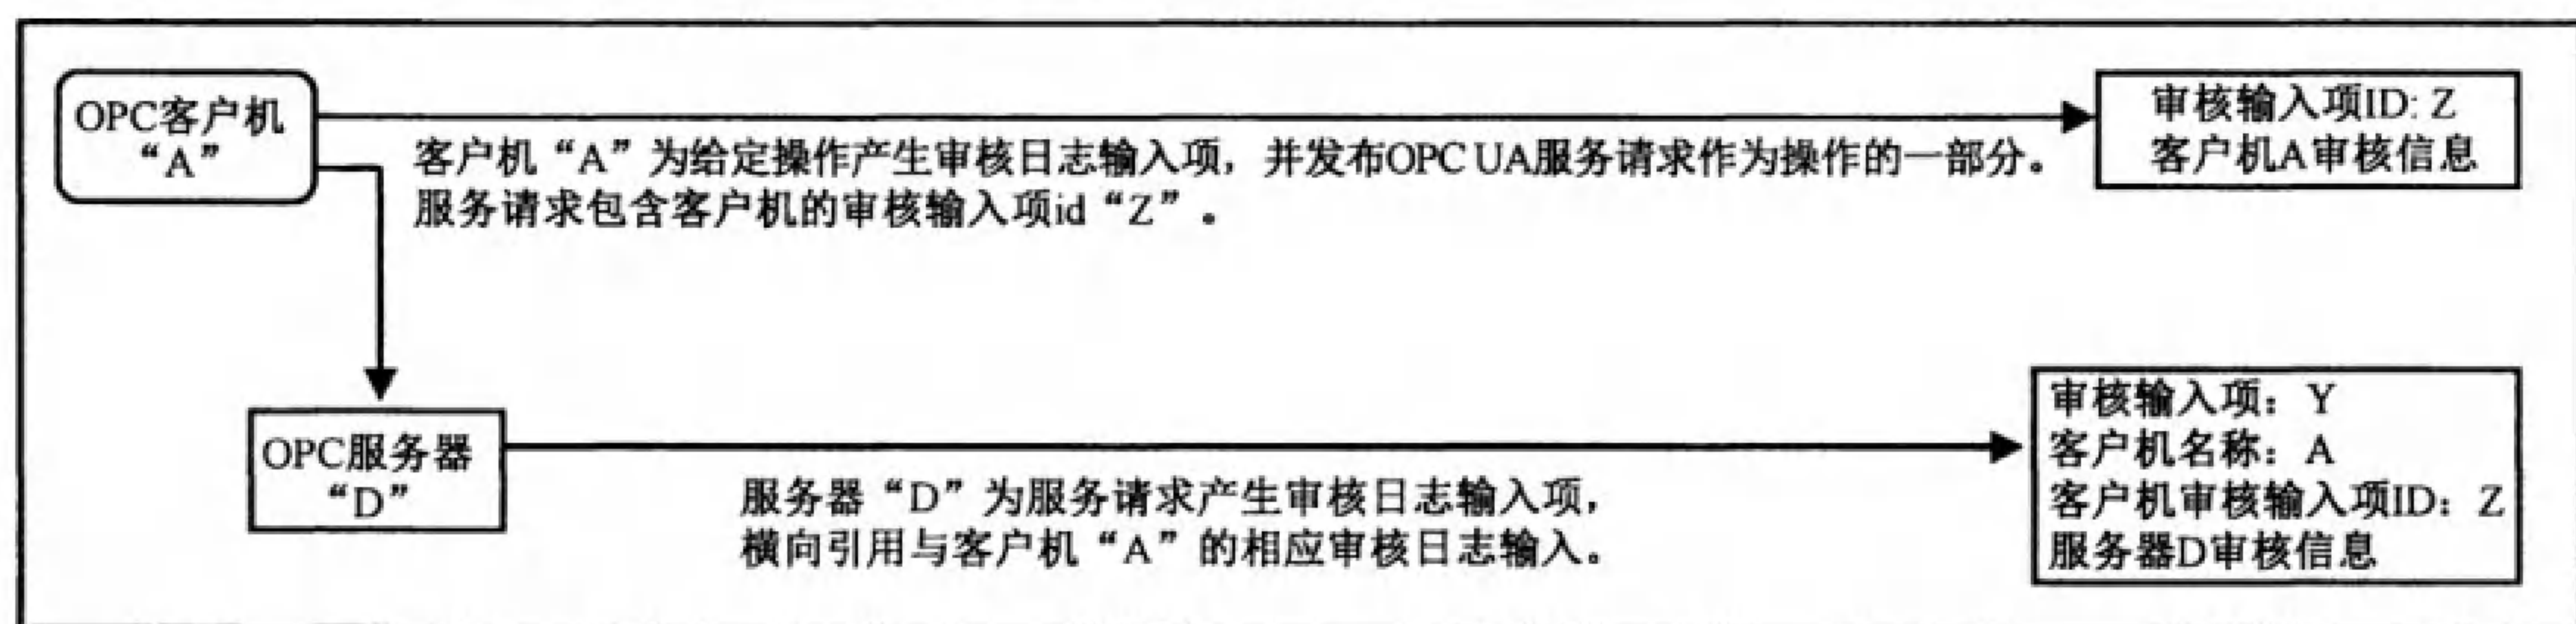 OPC客户机
“A”
客户机“A”为给定操作产生审核日志输入项，并发布OPC UA服务请求作为操作的一部分。
服务请求包含客户机的审核输入项id“Z”。
审核输入项ID: Z
客户机A审核信息
OPC服务器
“D”
服务器“D”为服务请求产生审核日志输入项，
横向引用与客户机“A”的相应审核日志输入。
审核输入项：Y
客户机名称：A
客户机审核输入项ID：Z
服务器D审核信息